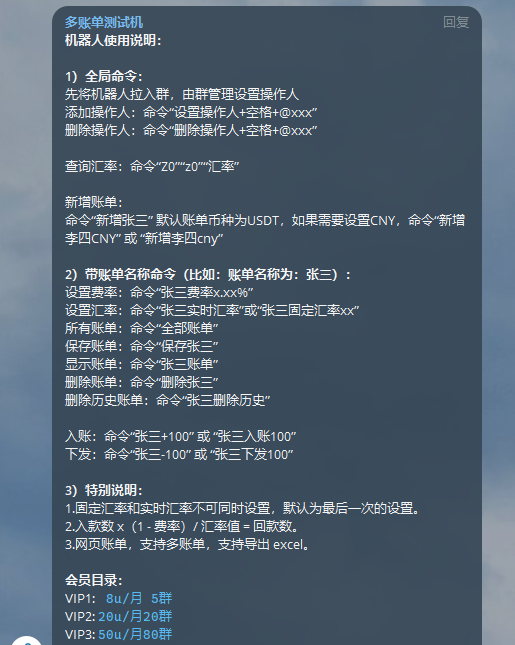 多账单测试机 回复
机器人使用说明：
1）全局命令：
先将机器人拉入群，由群管理设置操作人
添加操作人：命令“设置操作人+空格+@xxx”
删除操作人：命令“删除操作人+空格+@xxx”
查询汇率：命令“Z0”“z0”“汇率”
新增账单：
命令“新增张三” 默认账单币种为USDT，如果需要设置CNY，命令“新增
李四CNY” 或 “新增李四cny”
2）带账单名称命令（比如：账单名称为：张三）：
设置费率：命令“张三费率x.xx%”
设置汇率：命令“张三实时汇率”或“张三固定汇率xx”
所有账单：命令“全部账单”
保存账单：命令“保存张三”
显示账单：命令“张三账单”
删除账单：命令“删除张三”
删除历史账单：命令“张三删除历史”
入账：命令“张三+100” 或 “张三入账100”
下发：命令“张三-100” 或 “张三下发100”
3）特别说明：
1.固定汇率和实时汇率不可同时设置，默认为最后一次的设置。
2.入款数 x（1 - 费率）/ 汇率值 = 回款数。
3.网页账单，支持多账单，支持导出 excel。
会员目录：
VIP1: 8u/月 5群
VIP2: 20u/月20群
VIP3: 50u/月80群